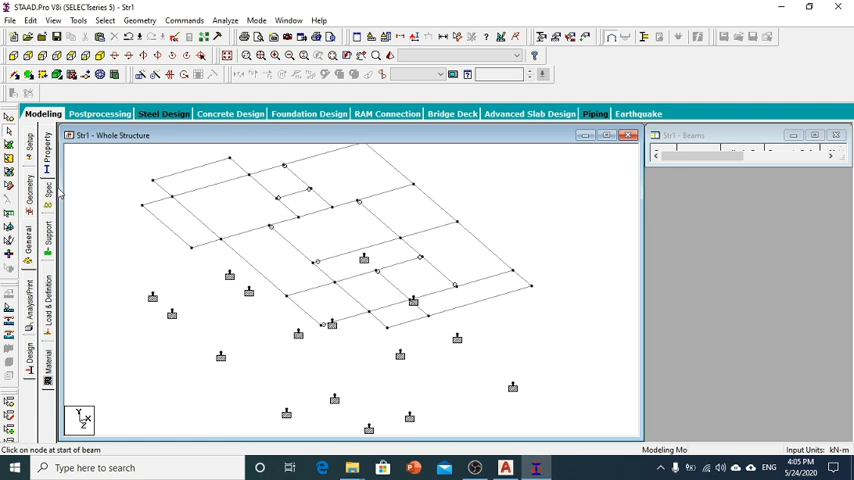 STAAD.Pro V8i (SELECTseries 5) - Str1
File Edit View Tools Select Geometry Commands Analyze Mode Window Help
Modeling Postprocessing Steel Design Concrete Design Foundation Design RAM Connection Bridge Deck Advanced Slab Design Piping Earthquake
Setup
Geometry
General
Analysis/Print
Design
Property
Spec
Support
Load & Definition
Material
Str1 - Whole Structure
Str1 - Beams
Y
X
Z
Click on node at start of beam
Modeling Mo
Input Units: kN-m
Type here to search
ENG
4:05 PM
5/24/2020